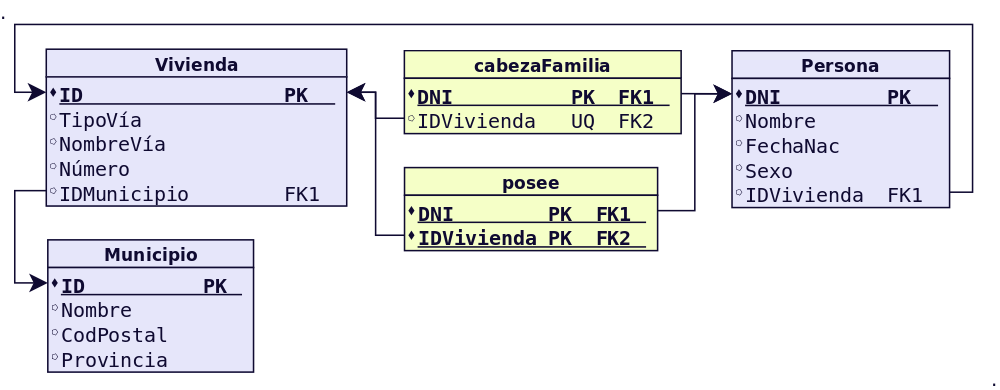 Vivienda
ID PK
TipoVía
NombreVía
Número
IDMunicipio FK1
cabezaFamilia
DNI PK FK1
IDVivienda UQ FK2
Persona
DNI PK
Nombre
FechaNac
Sexo
IDVivienda FK1
posee
DNI PK FK1
IDVivienda PK FK2
Municipio
ID PK
Nombre
CodPostal
Provincia